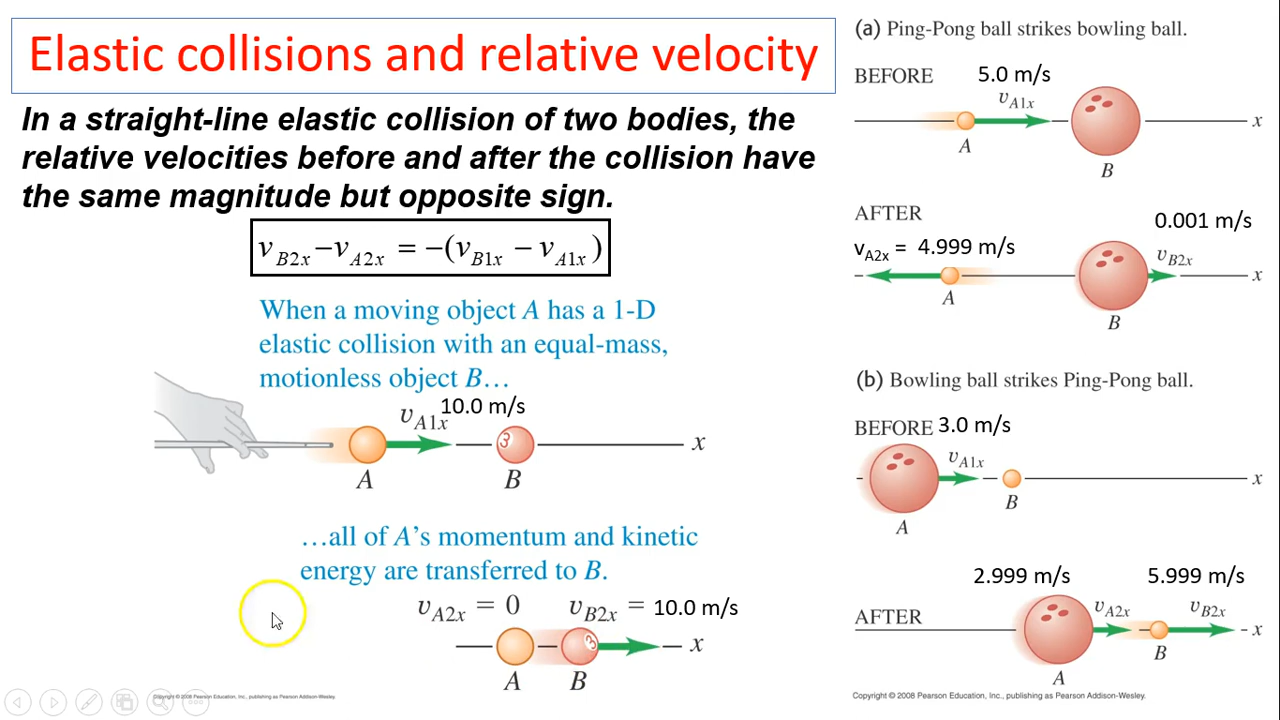 Elastic collisions and relative velocity
In a straight-line elastic collision of two bodies, the
relative velocities before and after the collision have
the same magnitude but opposite sign.
v_B2x − v_A2x = −(v_B1x − v_A1x)
When a moving object A has a 1-D
elastic collision with an equal-mass,
motionless object B…
v_A1x 10.0 m/s
3
x
A
B
…all of A's momentum and kinetic
energy are transferred to B.
v_A2x = 0
v_B2x = 10.0 m/s
3
x
A
B
Copyright © 2008 Pearson Education, Inc., publishing as Pearson Addison-Wesley.
(a) Ping-Pong ball strikes bowling ball.
BEFORE
5.0 m/s
v_A1x
x
A
B
AFTER
0.001 m/s
v_A2x = 4.999 m/s
v_B2x
x
A
B
(b) Bowling ball strikes Ping-Pong ball.
BEFORE 3.0 m/s
v_A1x
x
B
A
2.999 m/s
5.999 m/s
AFTER
v_A2x
v_B2x
x
B
A
Copyright © 2008 Pearson Education, Inc., publishing as Pearson Addison-Wesley.